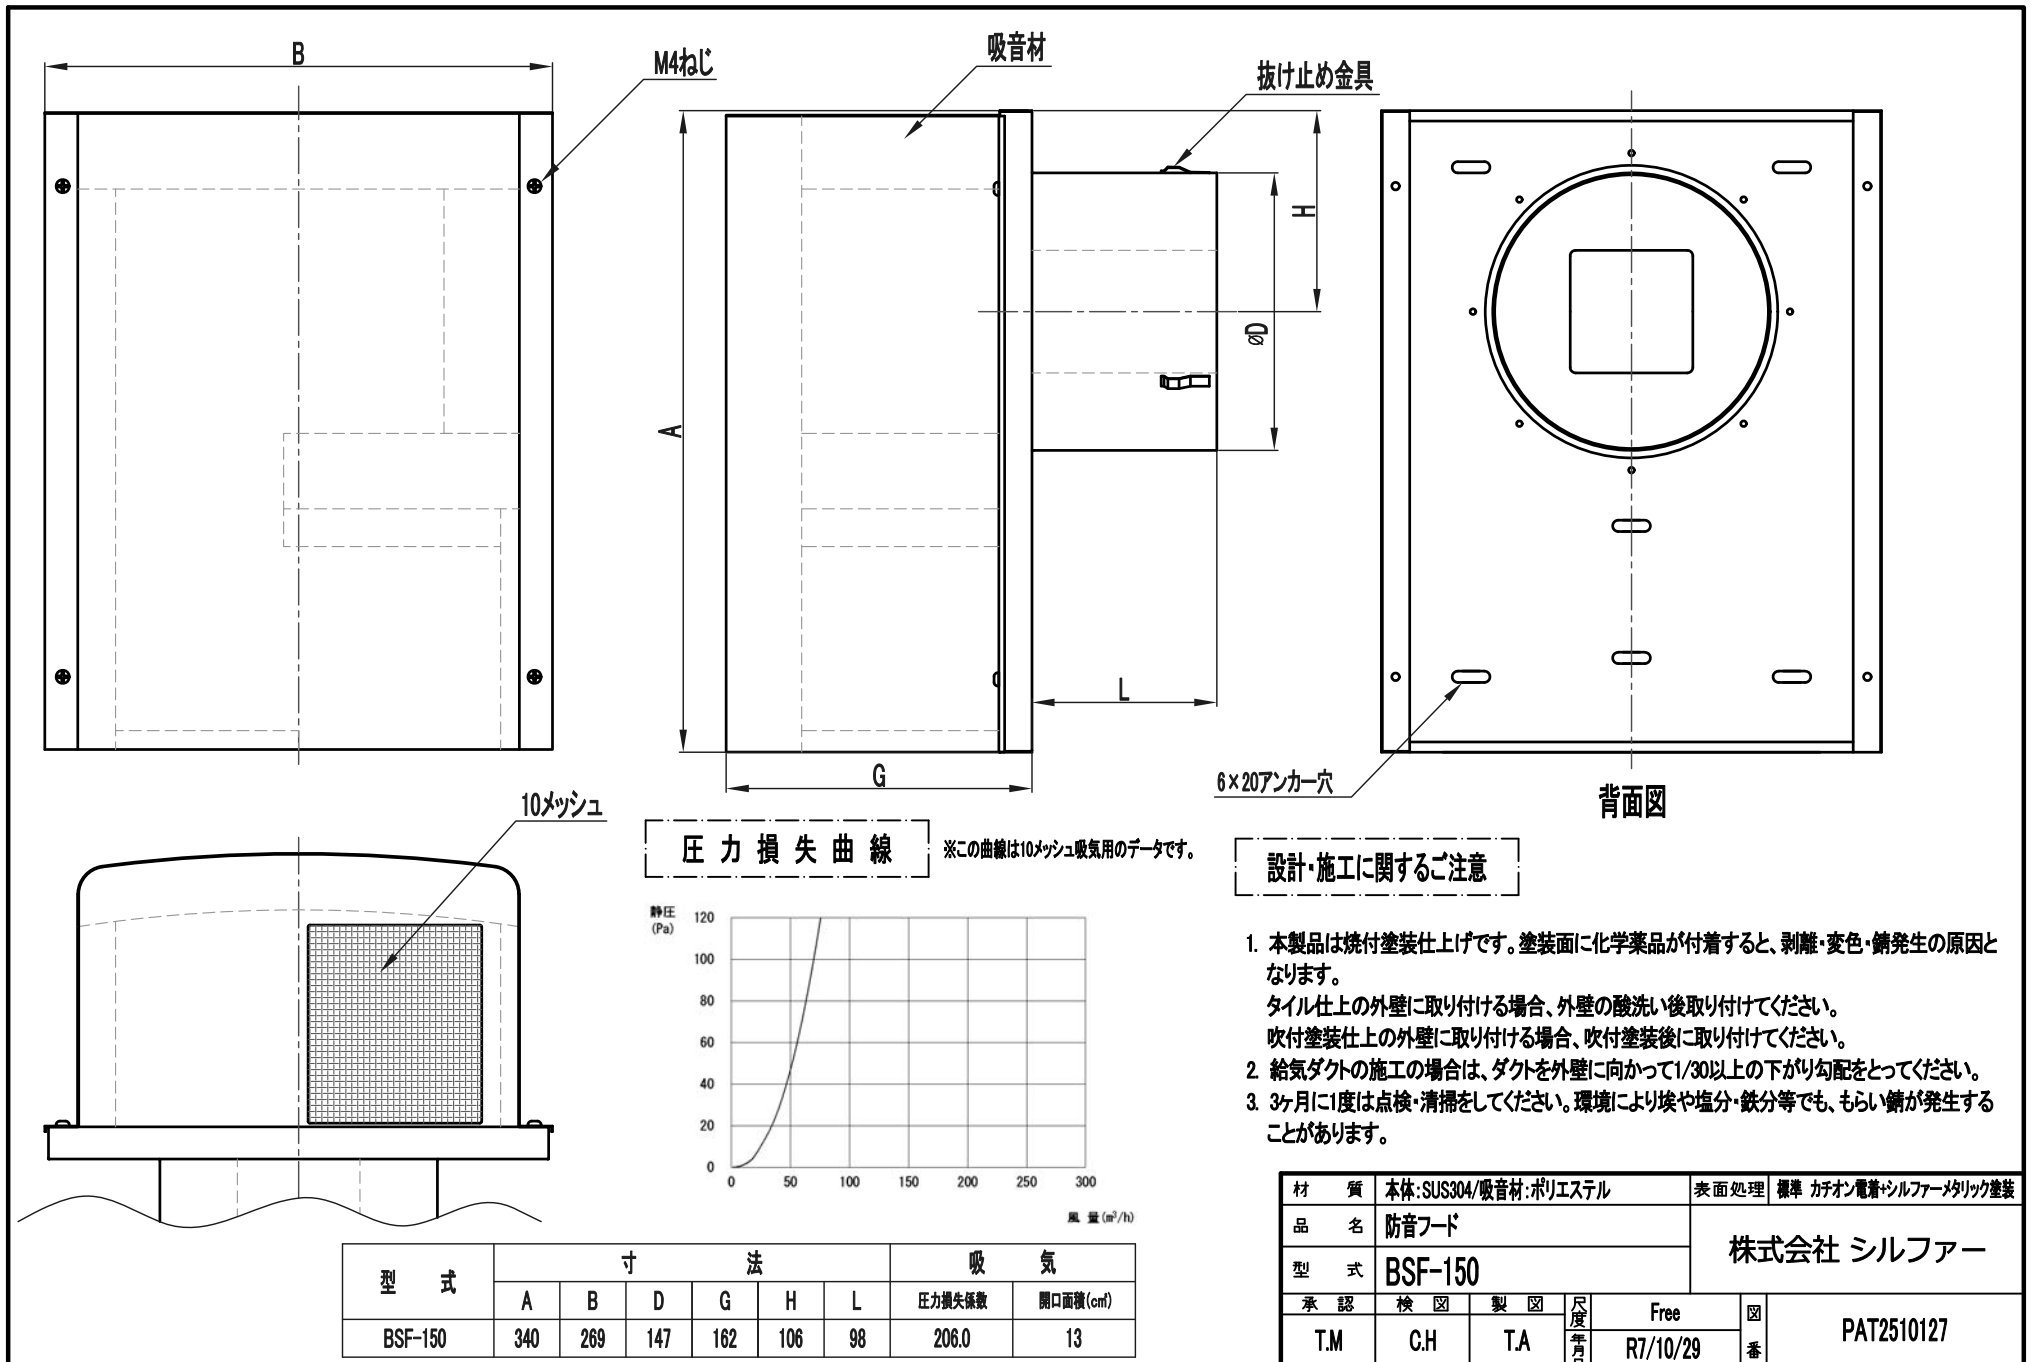 B
M4ねじ
吸音材
抜け止め金具
H
øD
A
L
G
6×20アンカー穴
背面図
10メッシュ
圧力損失曲線
※この曲線は10メッシュ吸気用のデータです。
静圧
(Pa)
120
100
80
60
40
20
0
0 50 100 150 200 250 300
風 量(m³/h)
設計・施工に関するご注意
1. 本製品は焼付塗装仕上げです。塗装面に化学薬品が付着すると、剥離・変色・錆発生の原因と
なります。
タイル仕上の外壁に取り付ける場合、外壁の酸洗い後取り付けてください。
吹付塗装仕上の外壁に取り付ける場合、吹付塗装後に取り付けてください。
2. 給気ダクトの施工の場合は、ダクトを外壁に向かって1/30以上の下がり勾配をとってください。
3. 3ヶ月に1度は点検・清掃をしてください。環境により埃や塩分・鉄分等でも、もらい錆が発生する
ことがあります。
型 式 寸 法 吸 気
A B D G H L 圧力損失係数 開口面積(c㎡)
BSF-150 340 269 147 162 106 98 206.0 13
材 質 本体:SUS304/吸音材:ポリエステル 表面処理 標準 カチオン電着+シルファーメタリック塗装
品 名 防音フード
株式会社 シルファー
型 式 BSF-150
承 認 検 図 製 図 尺度 Free 図番 PAT2510127
T.M C.H T.A 年月日 R7/10/29